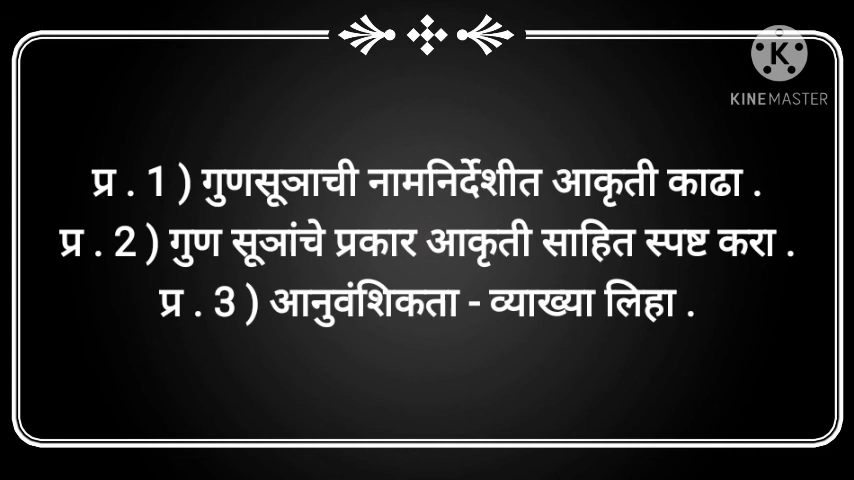 KINEMASTER
प्र . 1 ) गुणसूञाची नामनिर्देशीत आकृती काढा .
प्र . 2 ) गुण सूञांचे प्रकार आकृती साहित स्पष्ट करा .
प्र . 3 ) आनुवंशिकता - व्याख्या लिहा .